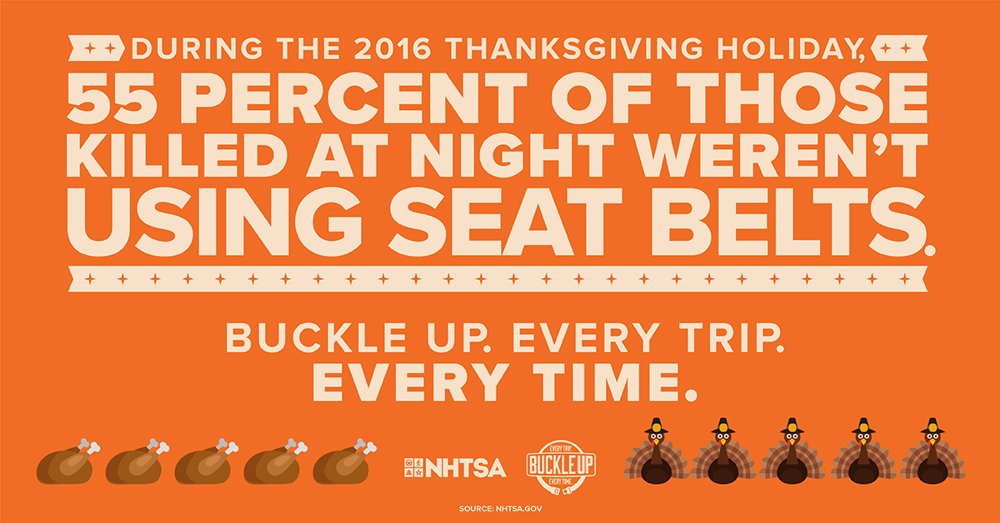 DURING THE 2016 THANKSGIVING HOLIDAY,
55 PERCENT OF THOSE
KILLED AT NIGHT WEREN'T
USING SEAT BELTS.
BUCKLE UP. EVERY TRIP.
EVERY TIME.
NHTSA
EVERY TRIP.
BUCKLE UP
EVERY TIME.
SOURCE: NHTSA.GOV